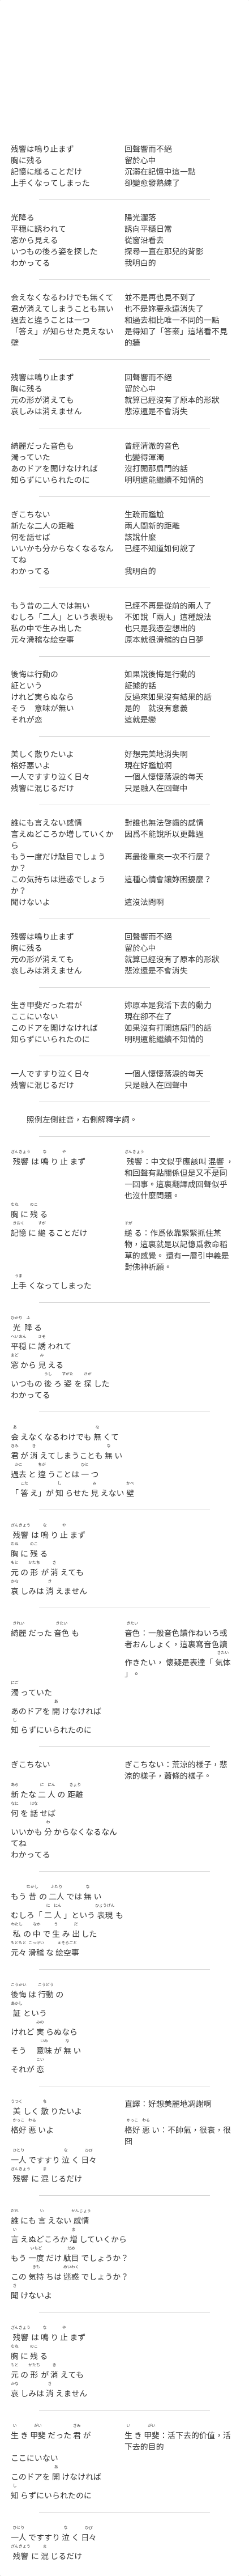 残響は鳴り止まず
胸に残る
記憶に縋ることだけ
上手くなってしまった
回聲響而不絕
留於心中
沉溺在記憶中這一點
卻變愈發熟練了
光降る
平穏に誘われて
窓から見える
いつもの後ろ姿を探した
わかってる
陽光灑落
誘向平穩日常
從窗沿看去
探尋一直在那兒的背影
我明白的
会えなくなるわけでも無くて
君が消えてしまうことも無い
過去と違うことは一つ
「答え」が知らせた見えない
壁
並不是再也見不到了
也不是妳要永遠消失了
和過去相比唯一不同的一點
是得知了「答案」這堵看不見
的牆
残響は鳴り止まず
胸に残る
元の形が消えても
哀しみは消えません
回聲響而不絕
留於心中
就算已經沒有了原本的形狀
悲涼還是不會消失
綺麗だった音色も
濁っていた
あのドアを開けなければ
知らずにいられたのに
曾經清澈的音色
也變得渾濁
沒打開那扇門的話
明明還能繼續不知情的
ぎこちない
新たな二人の距離
何を話せば
いいかも分からなくなるなん
てね
わかってる
生疏而尷尬
兩人間新的距離
該說什麼
已經不知道如何說了
我明白的
もう昔の二人では無い
むしろ「二人」という表現も
私の中で生み出した
元々滑稽な絵空事
已經不再是從前的兩人了
不如說「兩人」這種說法
也只是我憑空想出的
原本就很滑稽的白日夢
後悔は行動の
証という
けれど実らぬなら
そう　意味が無い
それが恋
如果說後悔是行動的
証據的話
反過來如果沒有結果的話
是的　就沒有意義
這就是戀
美しく散りたいよ
格好悪いよ
一人ですすり泣く日々
残響に混じるだけ
好想完美地消失啊
現在好尷尬啊
一個人悽悽落淚的每天
只是融入在回聲中
誰にも言えない感情
言えぬどころか増していくか
ら
もう一度だけ駄目でしょう
か？
この気持ちは迷惑でしょう
か？
聞けないよ
對誰也無法啓齒的感情
因爲不能說所以更難過
再最後重來一次不行麼？
這種心情會讓妳困擾麼？
這沒法問啊
残響は鳴り止まず
胸に残る
元の形が消えても
哀しみは消えません
回聲響而不絕
留於心中
就算已經沒有了原本的形狀
悲涼還是不會消失
生き甲斐だった君が
ここにいない
このドアを開けなければ
知らずにいられたのに
妳原本是我活下去的動力
現在卻不在了
如果沒有打開這扇門的話
明明還能繼續不知情的
一人ですすり泣く日々
残響に混じるだけ
一個人悽悽落淚的每天
只是融入在回聲中
照例左側註音，右側解釋字詞。
ざんきょう　な　や
残響は鳴り止まず
むね　のこ
胸に残る
きおく　すが
記憶に縋ることだけ
うま
上手くなってしまった
ざんきょう
残響：中文似乎應該叫混響，
和回聲有點關係但是又不是同
一回事。這裏翻譯成回聲似乎
也沒什麼問題。
すが
縋る：作爲依靠緊緊抓住某
物，這裏就是以記憶爲救命稻
草的感覺。還有一層引申義是
對佛神祈願。
ひかり　ふ
光降る
へいおん　さそ
平穏に誘われて
まど　み
窓から見える
うし　すがた　さが
いつもの後ろ姿を探した
わかってる
あ　な
会えなくなるわけでも無くて
きみ　き　な
君が消えてしまうことも無い
かこ　ちが　ひと
過去と違うことは一つ
こた　し　み　かべ
「答え」が知らせた見えない壁
ざんきょう　な　や
残響は鳴り止まず
むね　のこ
胸に残る
もと　かたち　き
元の形が消えても
かな　き
哀しみは消えません
きれい　きたい
綺麗だった音色も
にご
濁っていた
あ
あのドアを開けなければ
し
知らずにいられたのに
きたい
音色：一般音色讀作ねいろ或
者おんしょく，這裏寫音色讀
きたい
作きたい，懷疑是表達「気体
」。
ぎこちない
あら　に　にん　きょり
新たな二人の距離
なに　はな
何を話せば
わ
いいかも分からなくなるなん
てね
わかってる
ぎこちない：荒涼的樣子，悲
涼的樣子，蕭條的樣子。
むかし　ふたり　な
もう昔の二人では無い
に　にん　ひょうげん
むしろ「二人」という表現も
わたし　なか　う　だ
私の中で生み出した
もともと　こっけい　えそらごと
元々滑稽な絵空事
こうかい　こうどう
後悔は行動の
あかし
証という
みの
けれど実らぬなら
いみ　な
そう　意味が無い
こい
それが恋
うつく　ち
美しく散りたいよ
かっこ　わる
格好悪いよ
ひとり　な　ひび
一人ですすり泣く日々
ざんきょう　ま
残響に混じるだけ
直譯：好想美麗地凋謝啊
かっこ　わる
格好悪い：不帥氣，很衰，很
囧
だれ　い　かんじょう
誰にも言えない感情
い　ま
言えぬどころか増していくから
いちど　だめ
もう一度だけ駄目でしょうか？
きも　めいわく
この気持ちは迷惑でしょうか？
き
聞けないよ
ざんきょう　な　や
残響は鳴り止まず
むね　のこ
胸に残る
もと　かたち　き
元の形が消えても
かな　き
哀しみは消えません
い　がい　きみ
生き甲斐だった君が
ここにいない
あ
このドアを開けなければ
し
知らずにいられたのに
い　がい
生き甲斐：活下去的价值，活
下去的目的
ひとり　な　ひび
一人ですすり泣く日々
ざんきょう　ま
残響に混じるだけ